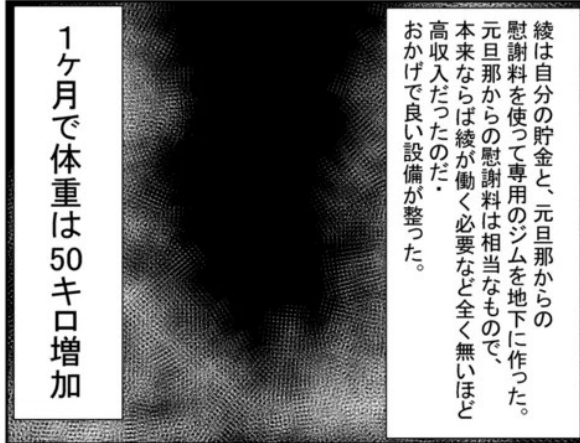 綾は自分の貯金と、元旦那からの
慰謝料を使って専用のジムを地下に作った。
元旦那からの慰謝料は相当なもので、
本来ならば綾が働く必要など全く無いほど
高収入だったのだ・
おかげで良い設備が整った。
1ヶ月で体重は50キロ増加